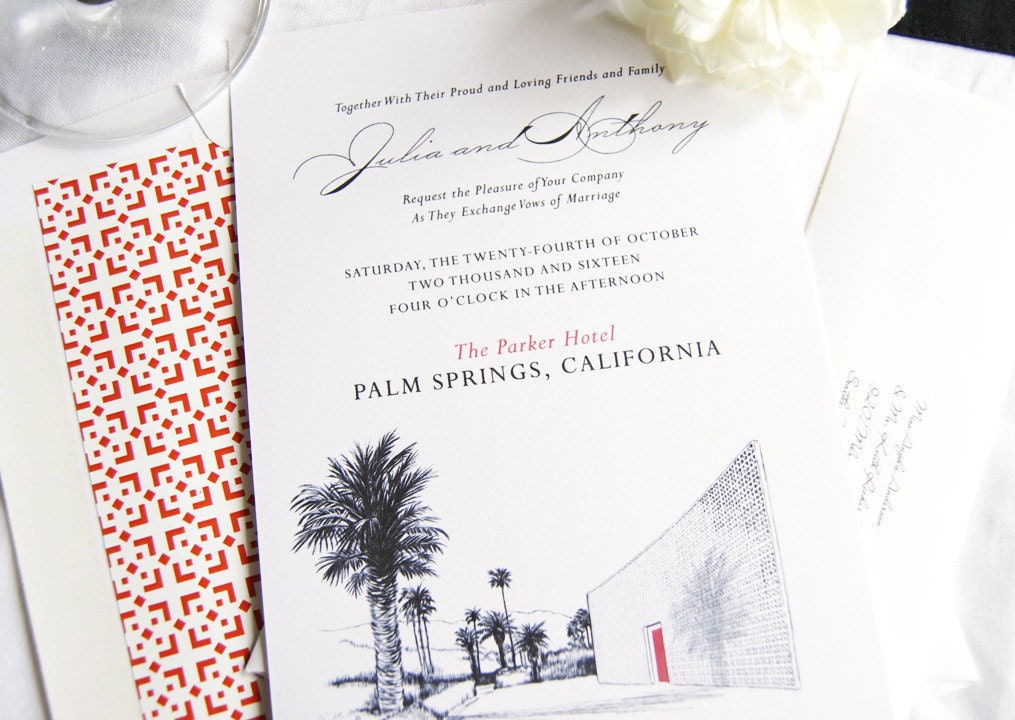 Together With Their Proud and Loving Friends and Family
Julia and Anthony
Request the Pleasure of Your Company
As They Exchange Vows of Marriage
SATURDAY, THE TWENTY-FOURTH OF OCTOBER
TWO THOUSAND AND SIXTEEN
FOUR O'CLOCK IN THE AFTERNOON
The Parker Hotel
PALM SPRINGS, CALIFORNIA
& Mr.
920